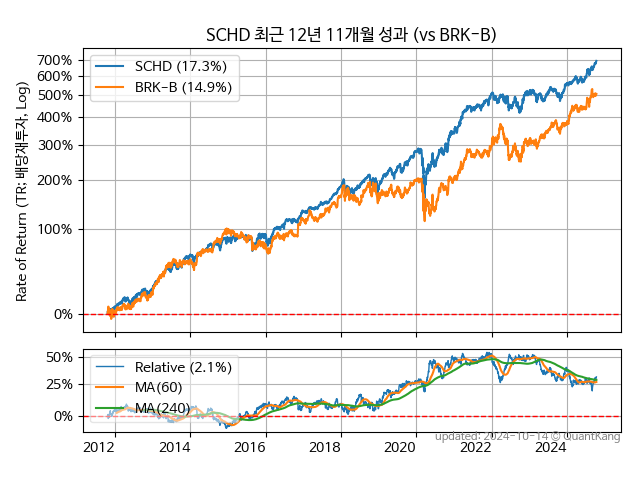 SCHD 최근 12년 11개월 성과 (vs BRK-B)
Rate of Return (TR: 배당재투자, Log)
700%
600%
500%
400%
300%
200%
100%
0%
SCHD (17.3%)
BRK-B (14.9%)
50%
25%
0%
Relative (2.1%)
MA(60)
MA(240)
updated: 2024-10-14 © QuantKang
2012 2014 2016 2018 2020 2022 2024